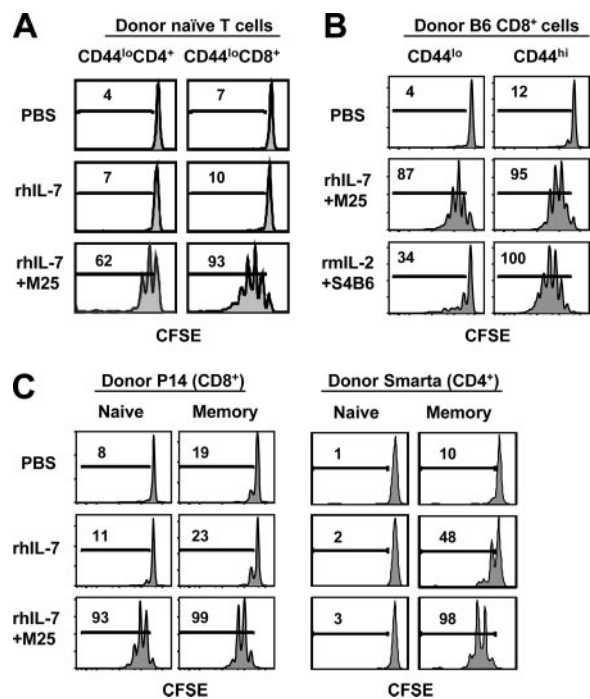 A
Donor naïve T cells
CD44ˡᵒCD4⁺ CD44ˡᵒCD8⁺
PBS 4 7
rhIL-7 7 10
rhIL-7
+M25 62 93
CFSE
B
Donor B6 CD8⁺ cells
CD44ˡᵒ CD44ʰⁱ
PBS 4 12
rhIL-7
+M25 87 95
rmIL-2
+S4B6 34 100
CFSE
C
Donor P14 (CD8⁺) Donor Smarta (CD4⁺)
Naive Memory Naive Memory
PBS 8 19 1 10
rhIL-7 11 23 2 48
rhIL-7
+M25 93 99 3 98
CFSE CFSE